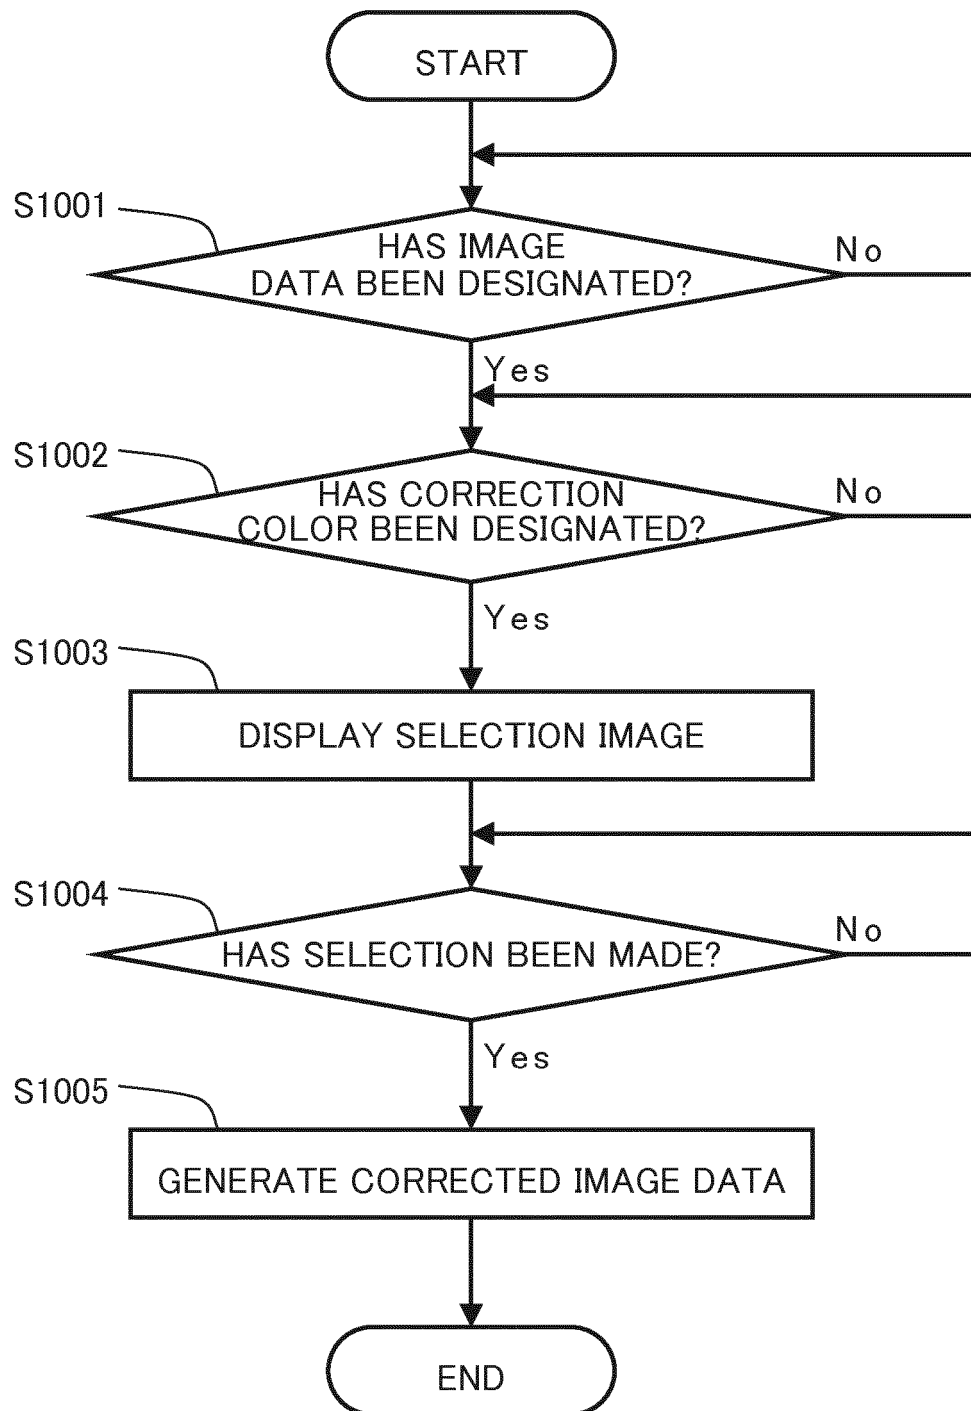 START
S1001
HAS IMAGE
DATA BEEN DESIGNATED?
No
Yes
S1002
HAS CORRECTION
COLOR BEEN DESIGNATED?
No
Yes
S1003
DISPLAY SELECTION IMAGE
S1004
HAS SELECTION BEEN MADE?
No
Yes
S1005
GENERATE CORRECTED IMAGE DATA
END